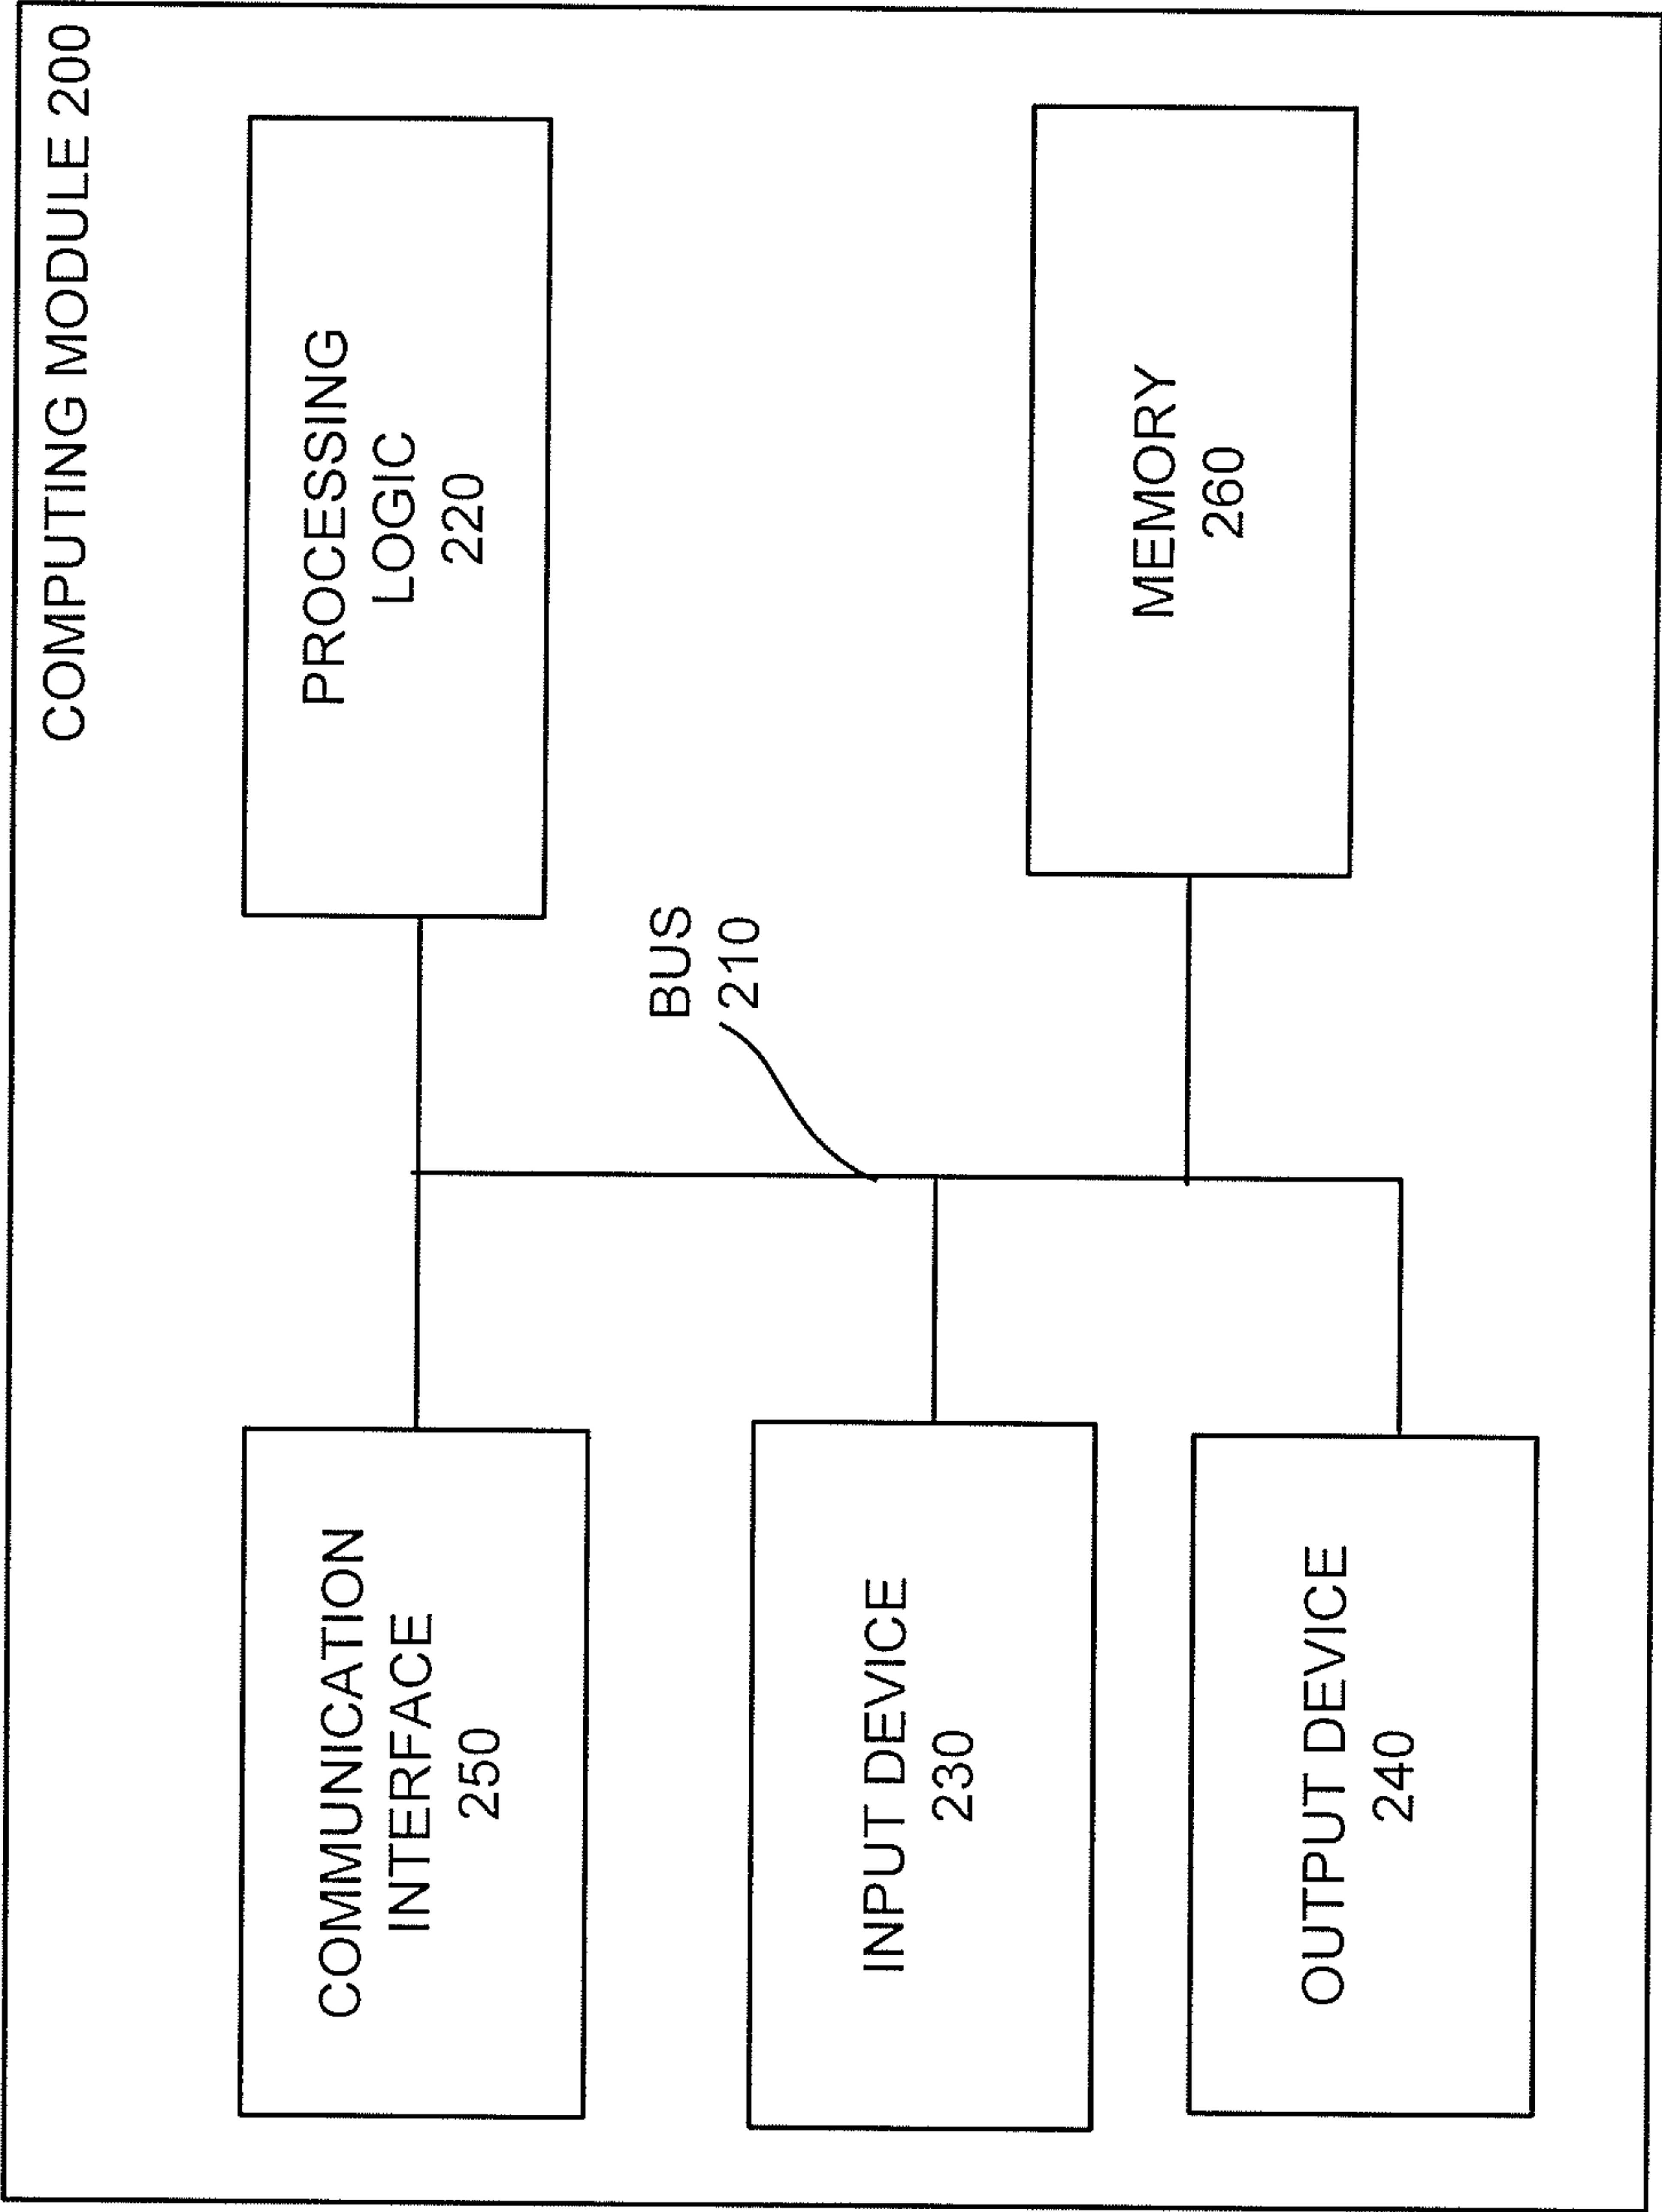 COMPUTING MODULE 200
COMMUNICATION
INTERFACE
250
PROCESSING
LOGIC
220
BUS
210
INPUT DEVICE
230
MEMORY
260
OUTPUT DEVICE
240